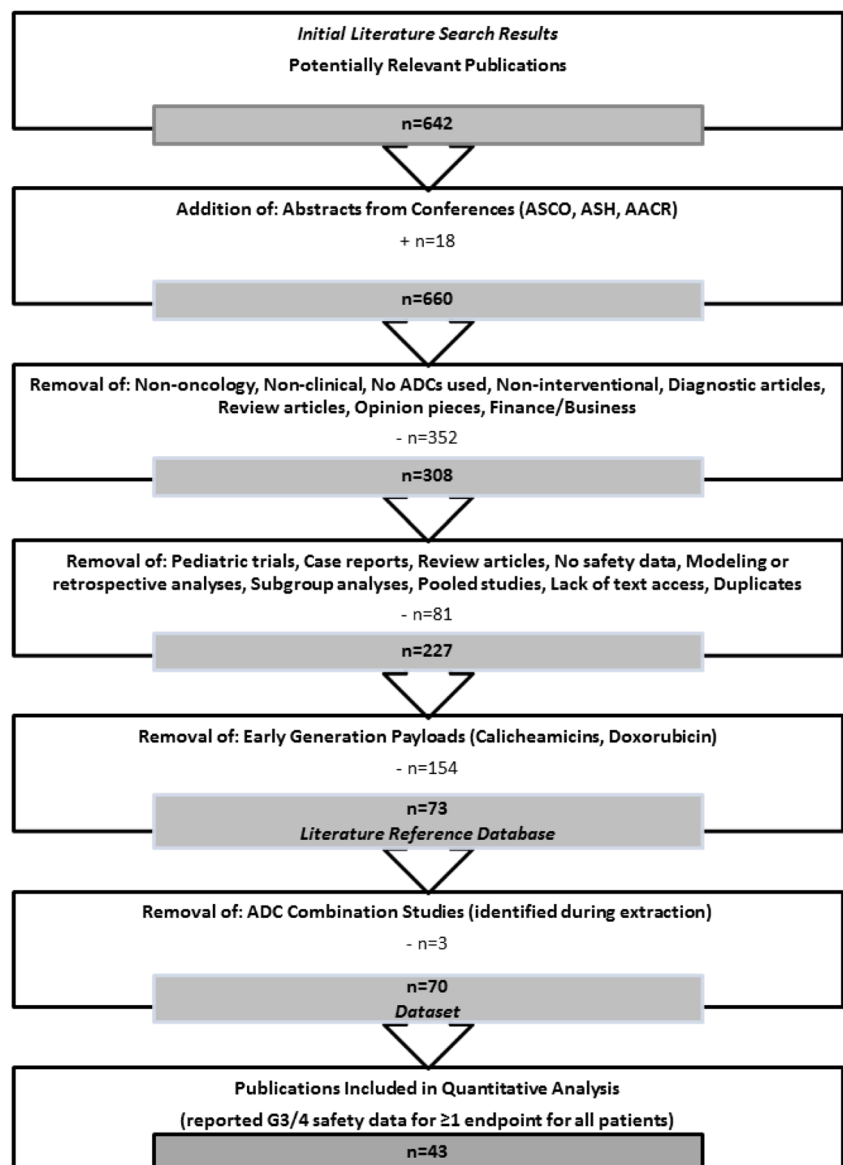 Initial Literature Search Results
Potentially Relevant Publications
n=642
Addition of: Abstracts from Conferences (ASCO, ASH, AACR)
+ n=18
n=660
Removal of: Non-oncology, Non-clinical, No ADCs used, Non-interventional, Diagnostic articles,
Review articles, Opinion pieces, Finance/Business
- n=352
n=308
Removal of: Pediatric trials, Case reports, Review articles, No safety data, Modeling or
retrospective analyses, Subgroup analyses, Pooled studies, Lack of text access, Duplicates
- n=81
n=227
Removal of: Early Generation Payloads (Calicheamicins, Doxorubicin)
- n=154
n=73
Literature Reference Database
Removal of: ADC Combination Studies (identified during extraction)
- n=3
n=70
Dataset
Publications Included in Quantitative Analysis
(reported G3/4 safety data for ≥1 endpoint for all patients)
n=43